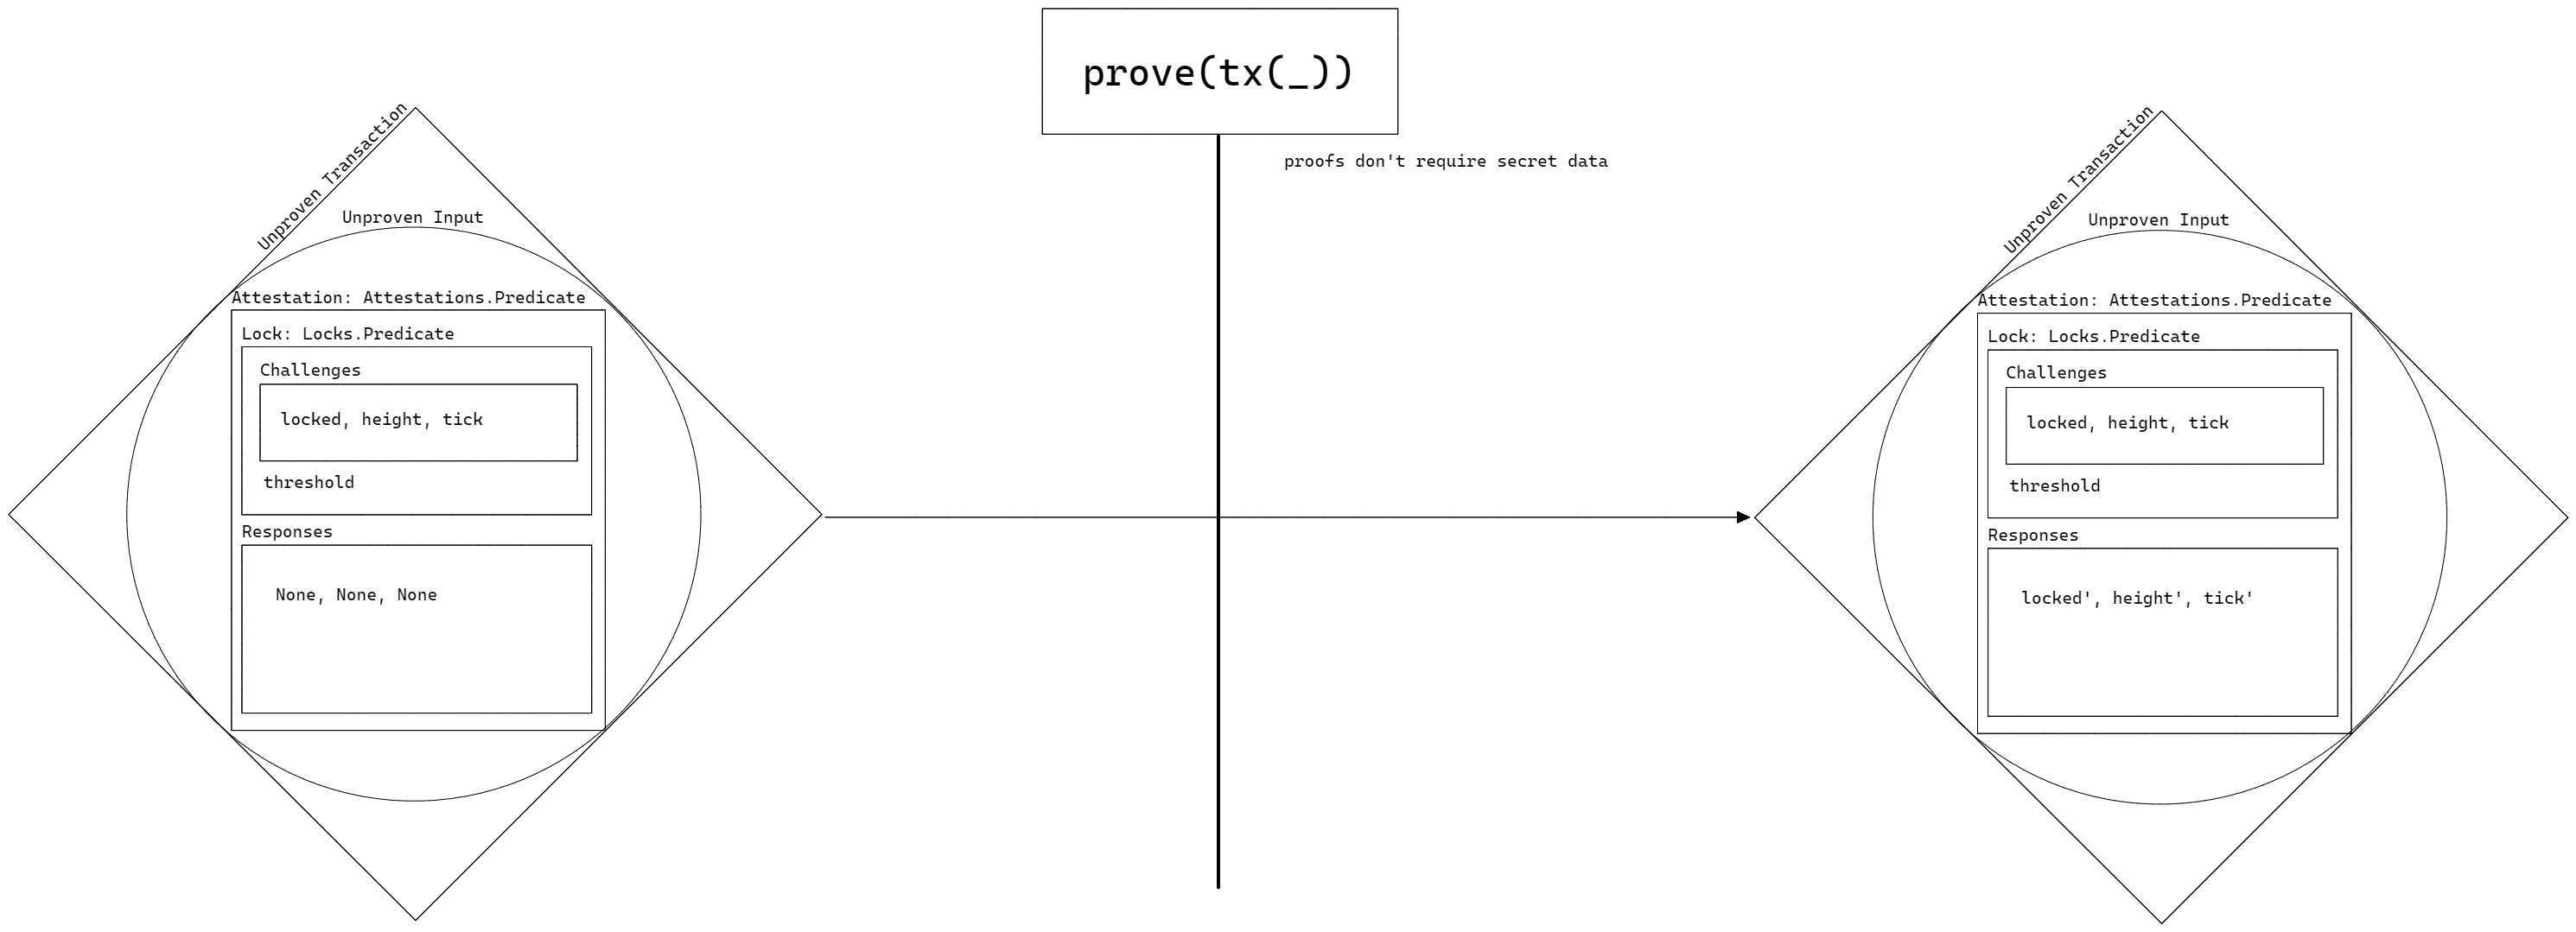 prove(tx(_))
proofs don't require secret data
Unproven Transaction
Unproven Input
Attestation: Attestations.Predicate
Lock: Locks.Predicate
Challenges
locked, height, tick
threshold
Responses
None, None, None
Unproven Transaction
Unproven Input
Attestation: Attestations.Predicate
Lock: Locks.Predicate
Challenges
locked, height, tick
threshold
Responses
locked', height', tick'